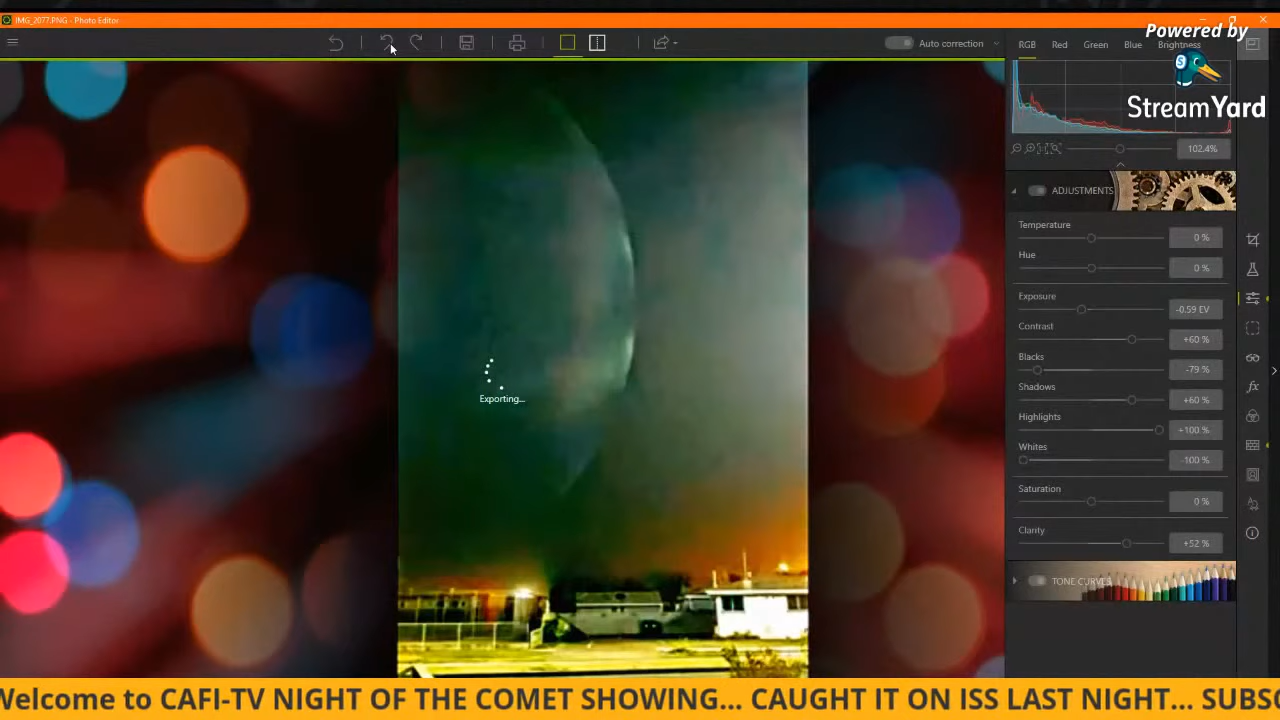 IMG_2077.PNG - Photo Editor
Powered by
StreamYard
Auto correction
RGB Red Green Blue Brightness
102.4%
ADJUSTMENTS
Temperature
0 %
Hue
0 %
Exposure
-0.59 EV
Contrast
+60 %
Blacks
-79 %
Shadows
+60 %
Highlights
+100 %
Whites
-100 %
Saturation
0 %
Clarity
+52 %
TONE CURVES
Exporting...
Welcome to CAFI-TV NIGHT OF THE COMET SHOWING... CAUGHT IT ON ISS LAST NIGHT... SUBS